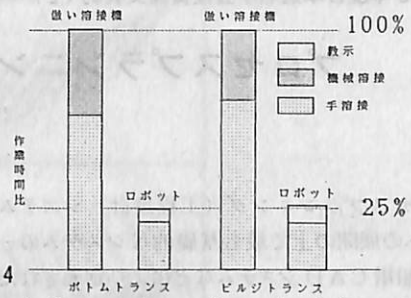 倣い溶接機
倣い溶接機
100%
教示
機械溶接
手溶接
作業時間比
ロボット
ロボット
25%
4
ボトムトランス
ビルジトランス